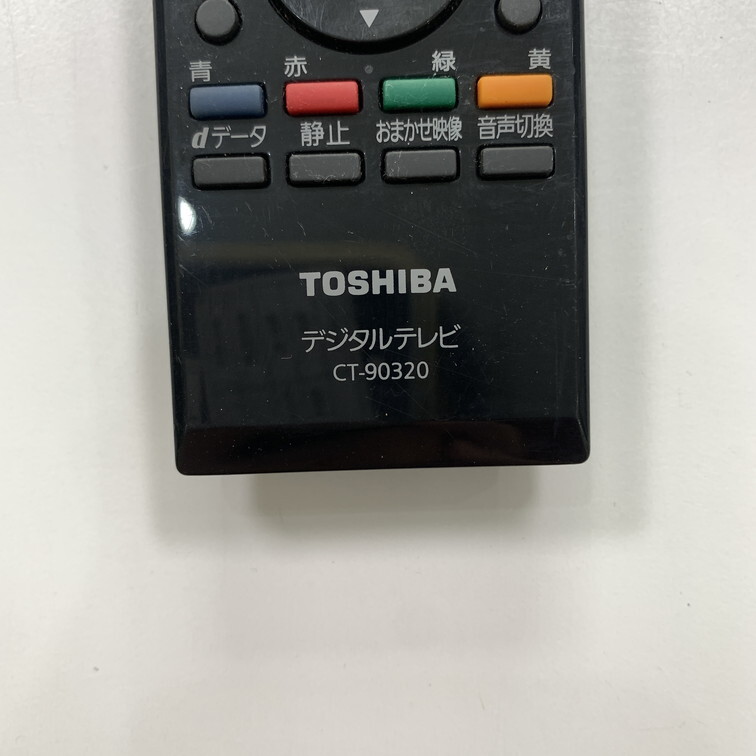 青 赤 緑 黄
dデータ 静止 おまかせ映像 音声切換
TOSHIBA
デジタルテレビ
CT-90320